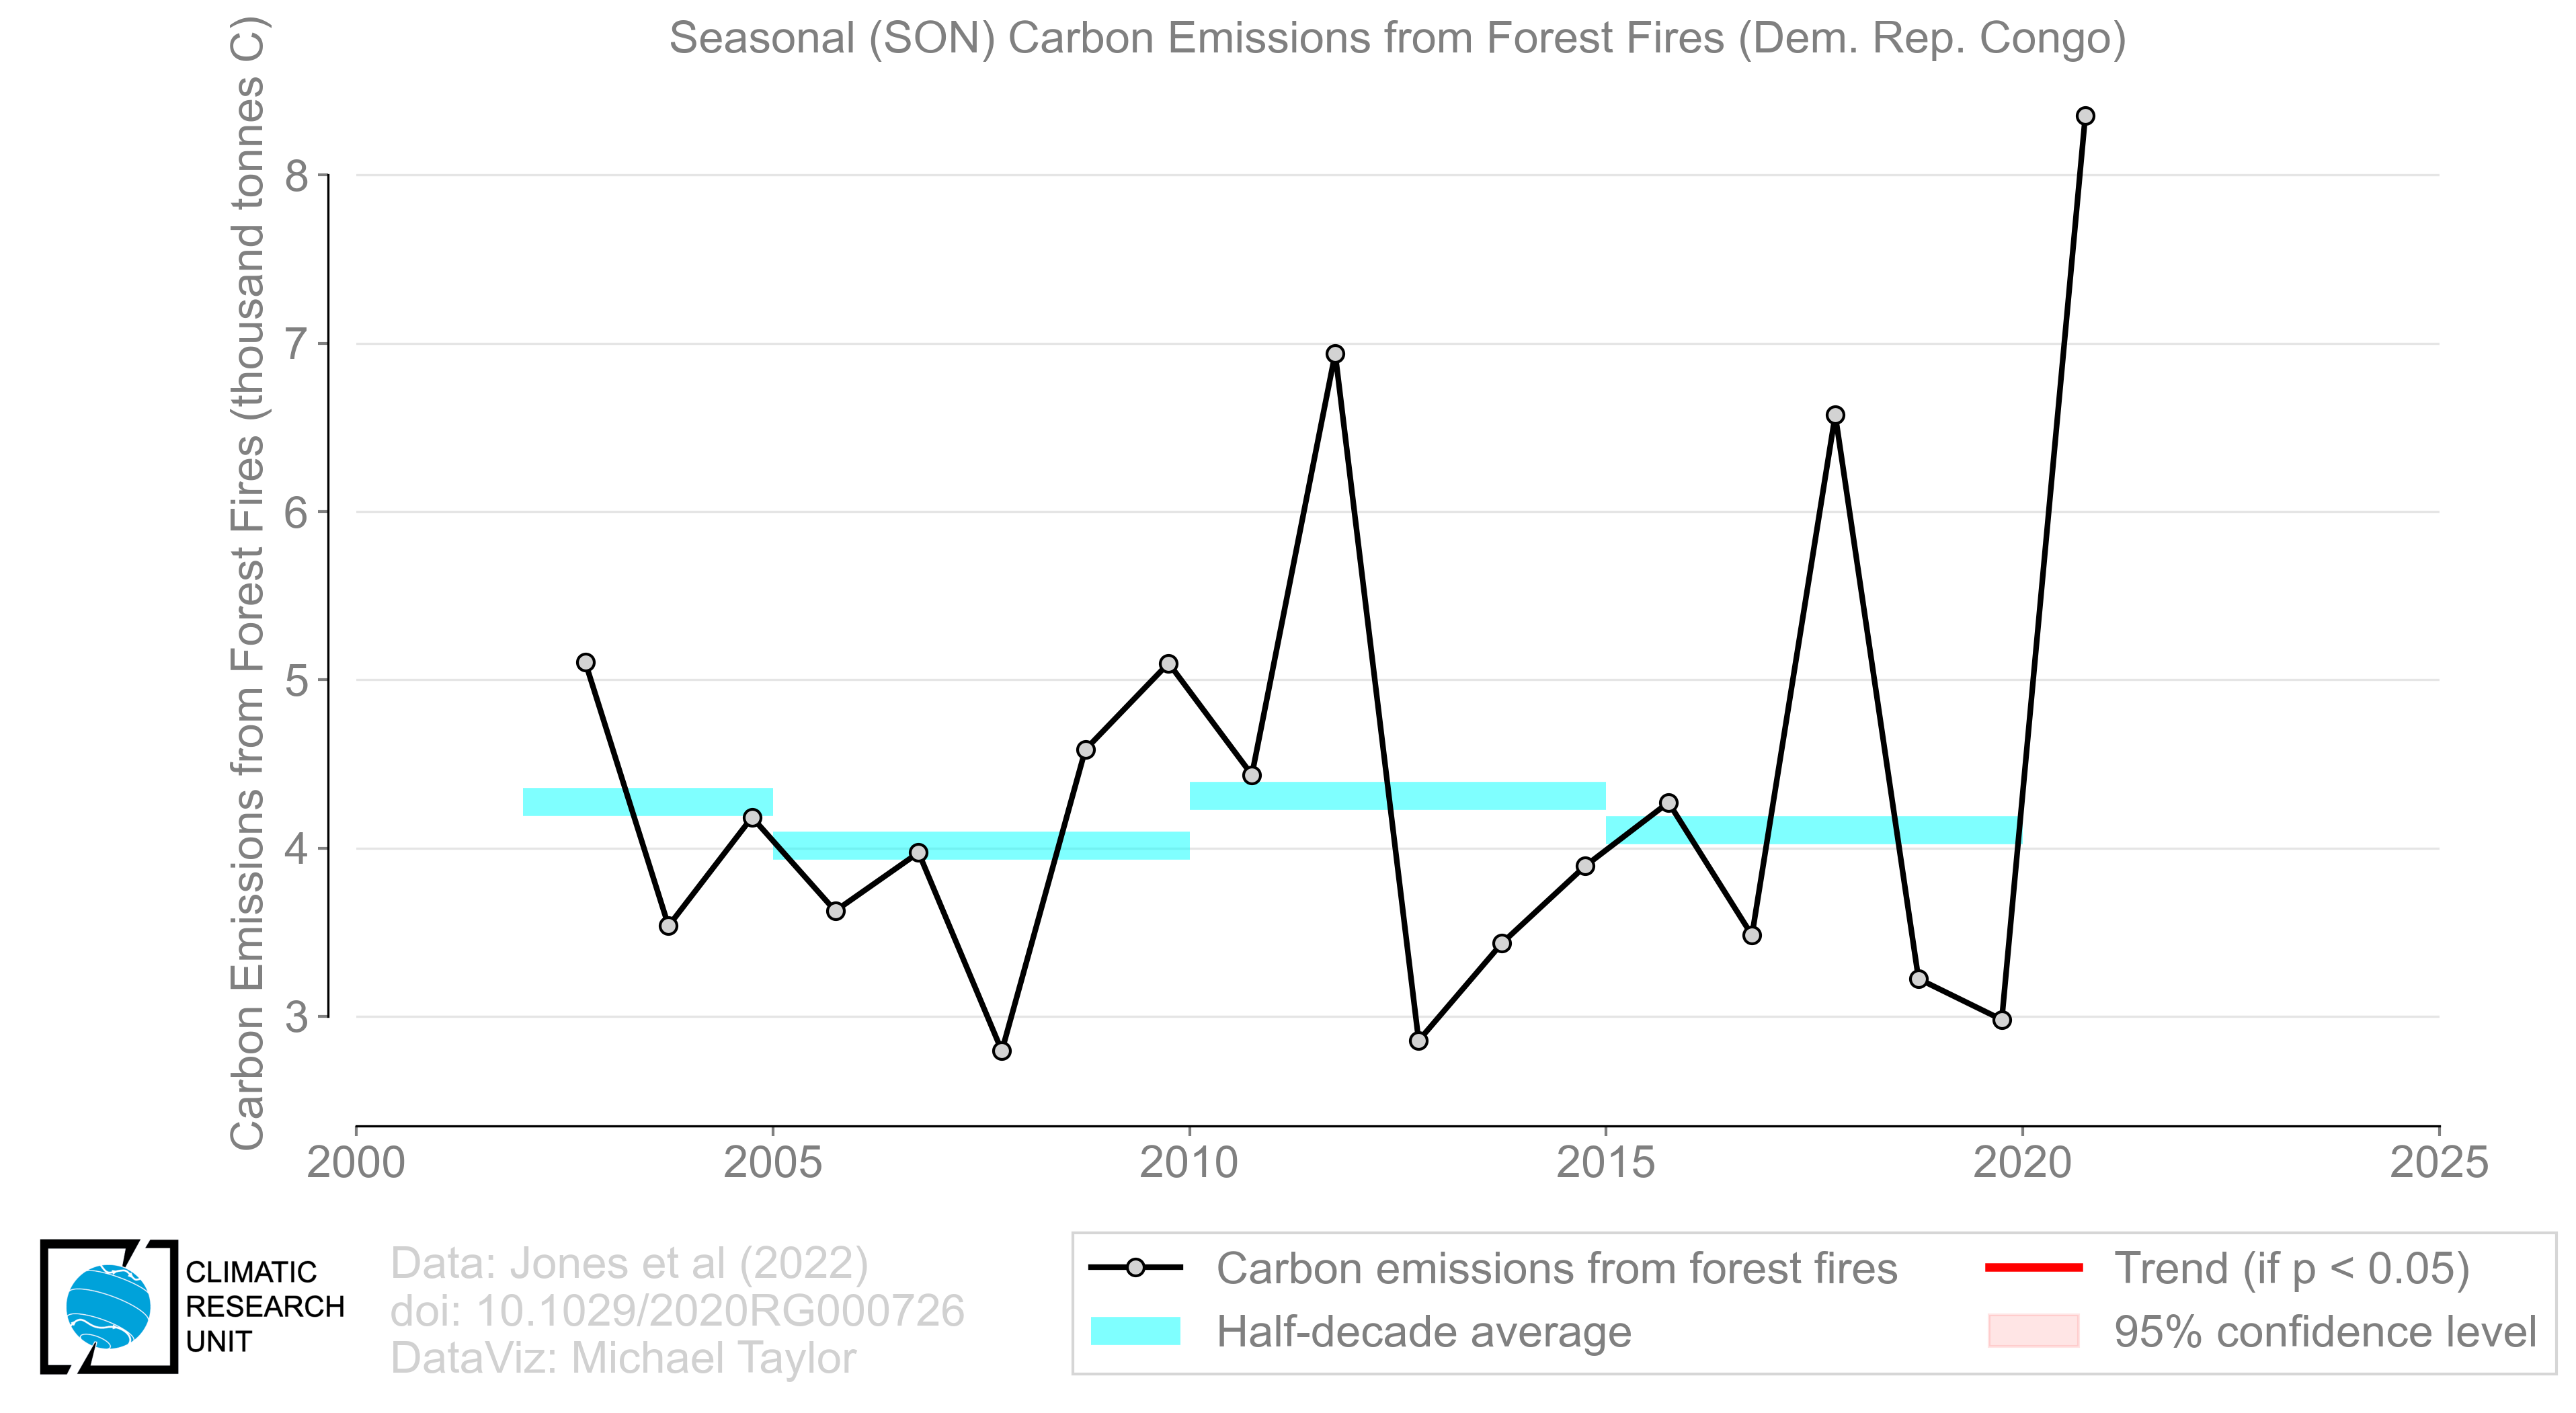 Seasonal (SON) Carbon Emissions from Forest Fires (Dem. Rep. Congo)
Carbon Emissions from Forest Fires (thousand tonnes C)
8
7
6
5
4
3
2000 2005 2010 2015 2020 2025
CLIMATIC
RESEARCH
UNIT
Data: Jones et al (2022)
doi: 10.1029/2020RG000726
DataViz: Michael Taylor
Carbon emissions from forest fires
Half-decade average
Trend (if p < 0.05)
95% confidence level